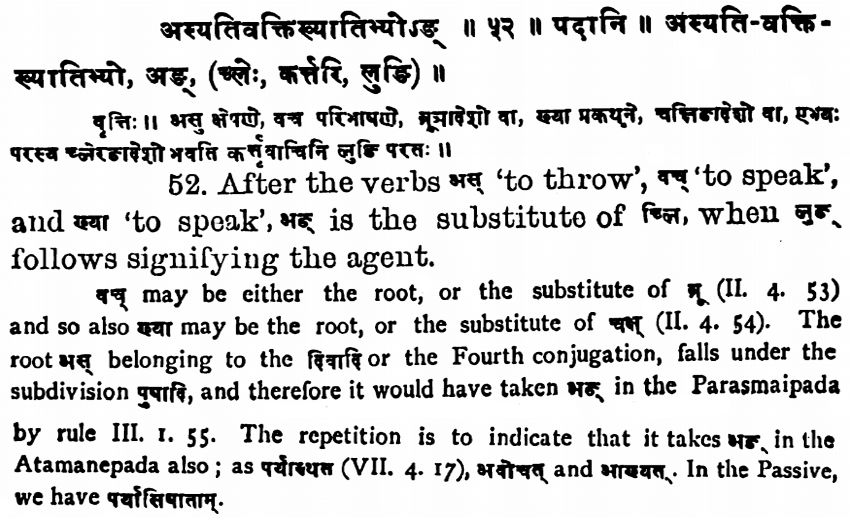 अस्यतिवक्तिख्यातिभ्योऽङ् ॥ ५२ ॥ पदानि ॥ अस्यति-वक्ति-
ख्यातिभ्यो, अङ्, (च्लेः, कर्त्तरि, लुङि) ॥
वृत्तिः ॥ असु क्षेपणे, वच परिभाषणे, ब्रूञादेशो वा, ख्या प्रकथने, चक्षिङादेशो वा, एभ्यः
परस्य च्लेरङादेशो भवति कर्त्तृवाचिनि लुङि परतः ॥
52. After the verbs अस् 'to throw', वच् 'to speak',
and ख्या 'to speak', अङ् is the substitute of च्लि, when लुङ्
follows signifying the agent.
वच् may be either the root, or the substitute of ब्रू (II. 4. 53)
and so also ख्या may be the root, or the substitute of चक्ष् (II. 4. 54). The
root अस् belonging to the दिवादि or the Fourth conjugation, falls under the
subdivision पुषादि, and therefore it would have taken अङ् in the Parasmaipada
by rule III. 1. 55. The repetition is to indicate that it takes अङ् in the
Atamanepada also ; as पर्यास्थत (VII. 4. 17), अवोचत् and आख्यत्. In the Passive,
we have पर्यासिषाताम्.